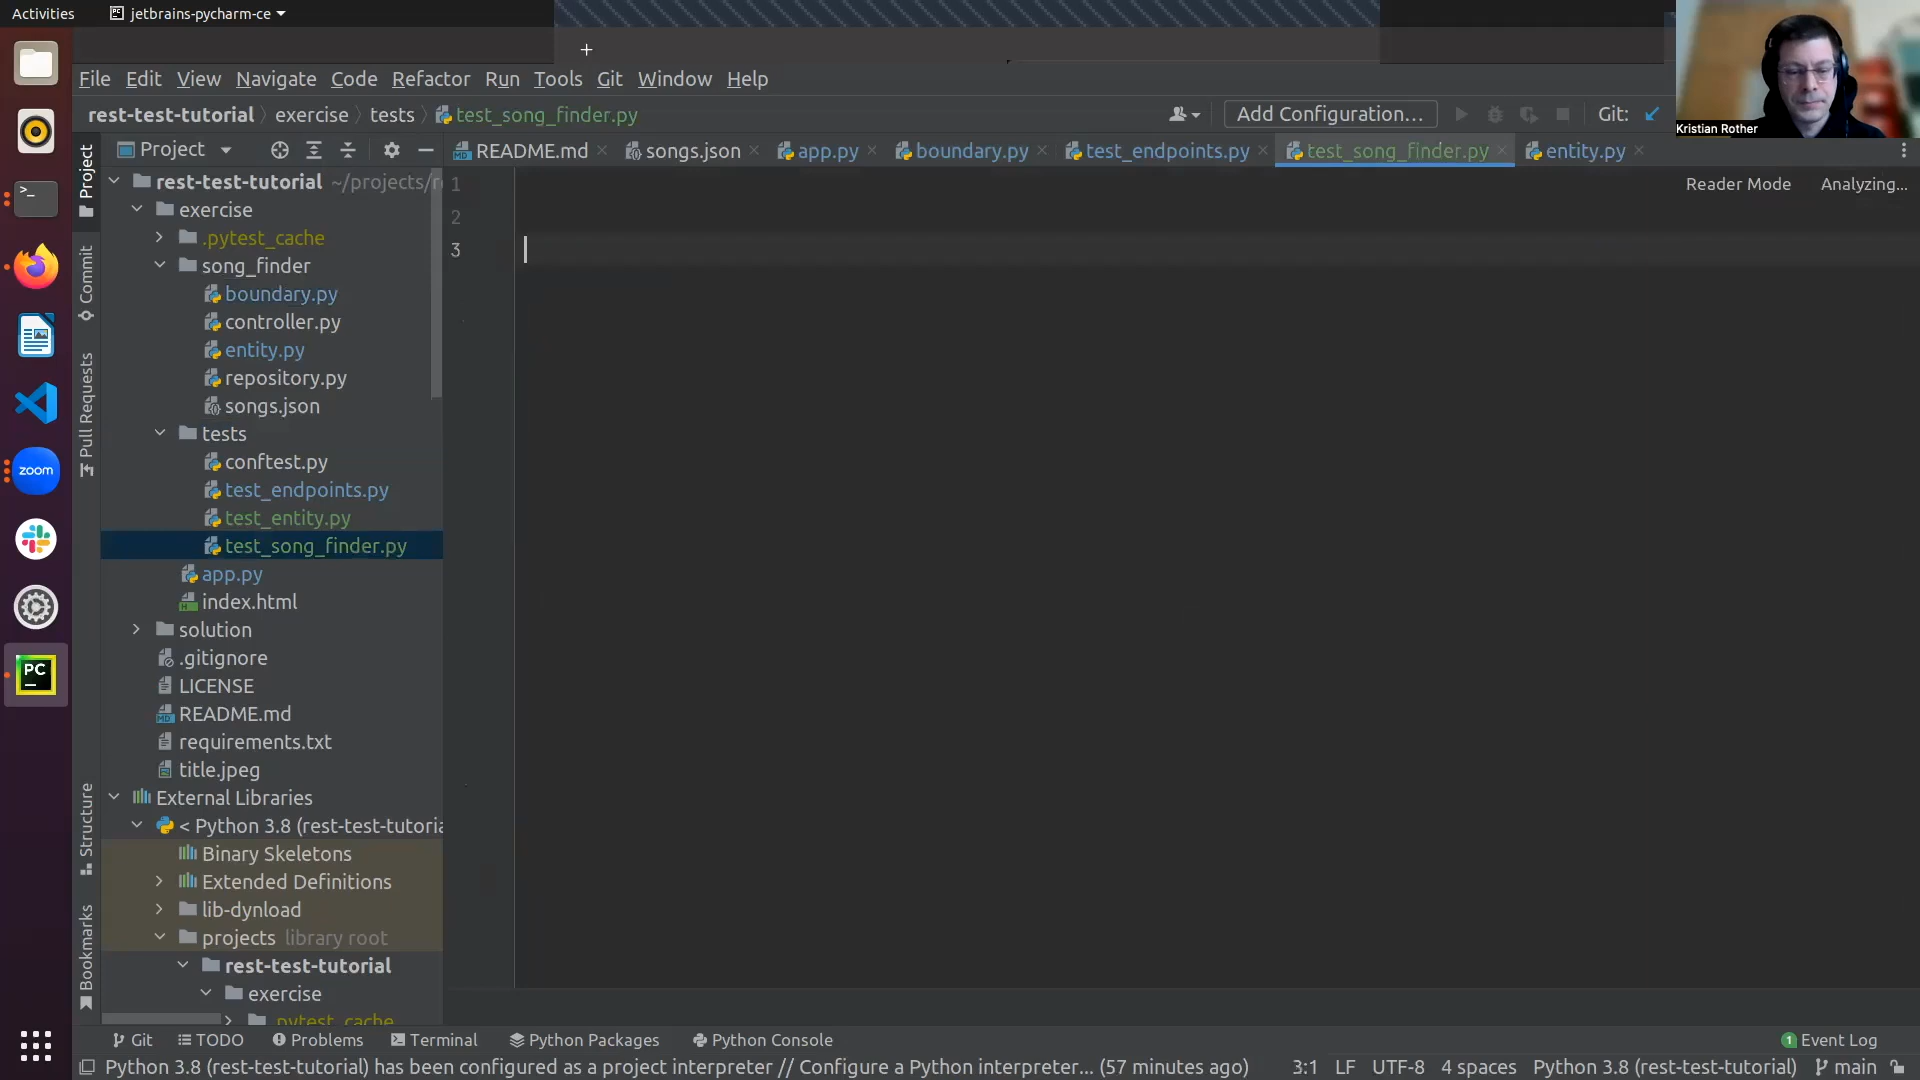 Activities
jetbrains-pycharm-ce
+
File Edit View Navigate Code Refactor Run Tools Git Window Help
rest-test-tutorial exercise tests test_song_finder.py
Add Configuration...
Git:
Kristian Rother
Project
README.md songs.json app.py boundary.py test_endpoints.py test_song_finder.py entity.py
Reader Mode
Analyzing...
1
2
3
rest-test-tutorial ~/projects/r
exercise
.pytest_cache
song_finder
boundary.py
controller.py
entity.py
repository.py
songs.json
tests
conftest.py
test_endpoints.py
test_entity.py
test_song_finder.py
app.py
index.html
solution
.gitignore
LICENSE
README.md
requirements.txt
title.jpeg
External Libraries
< Python 3.8 (rest-test-tutoria
Binary Skeletons
Extended Definitions
lib-dynload
projects library root
rest-test-tutorial
exercise
.pytest_cache
Project
Commit
Pull Requests
Structure
Bookmarks
zoom
PC
Git TODO Problems Terminal Python Packages Python Console
1 Event Log
Python 3.8 (rest-test-tutorial) has been configured as a project interpreter // Configure a Python interpreter... (57 minutes ago)
3:1 LF UTF-8 4 spaces Python 3.8 (rest-test-tutorial) main